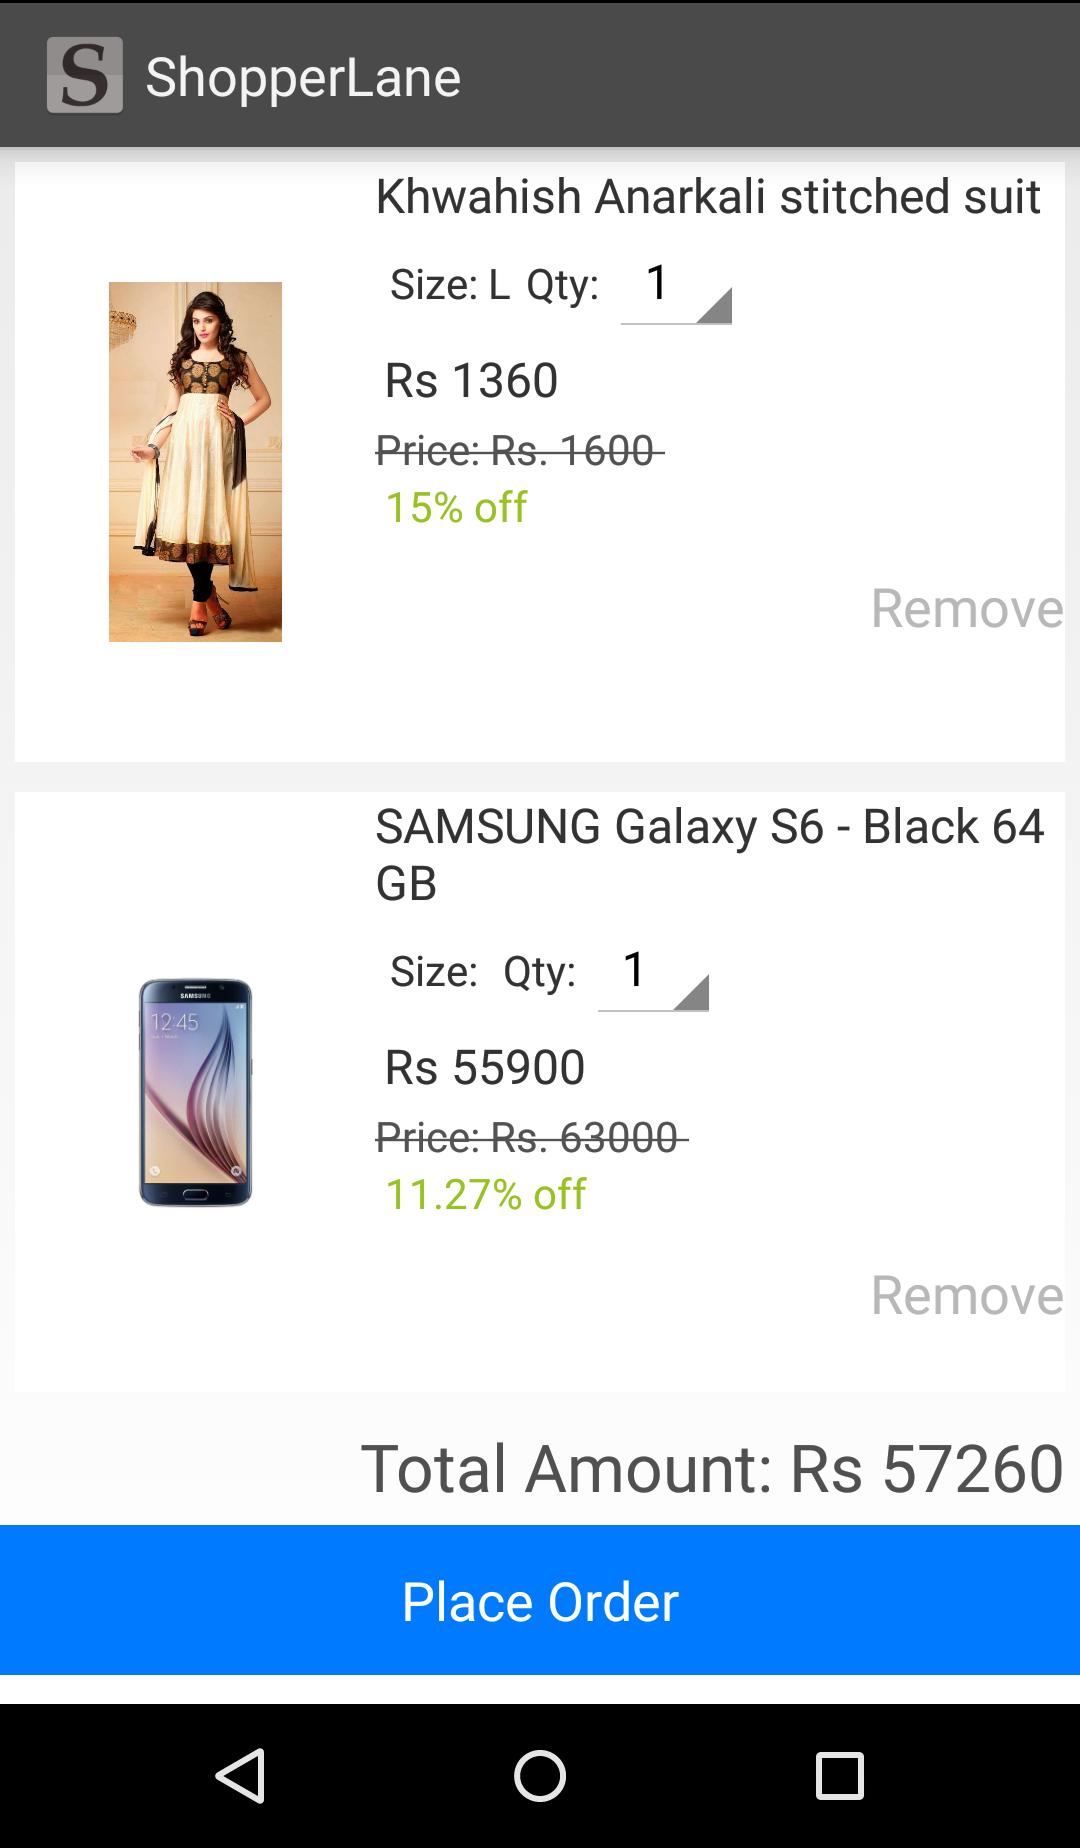 S ShopperLane
Khwahish Anarkali stitched suit
Size: L Qty: 1
Rs 1360
Price: Rs. 1600
15% off
Remove
SAMSUNG Galaxy S6 - Black 64
GB
Size: Qty: 1
SAMSUNG
12:45
Rs 55900
Price: Rs. 63000
11.27% off
Remove
Total Amount: Rs 57260
Place Order